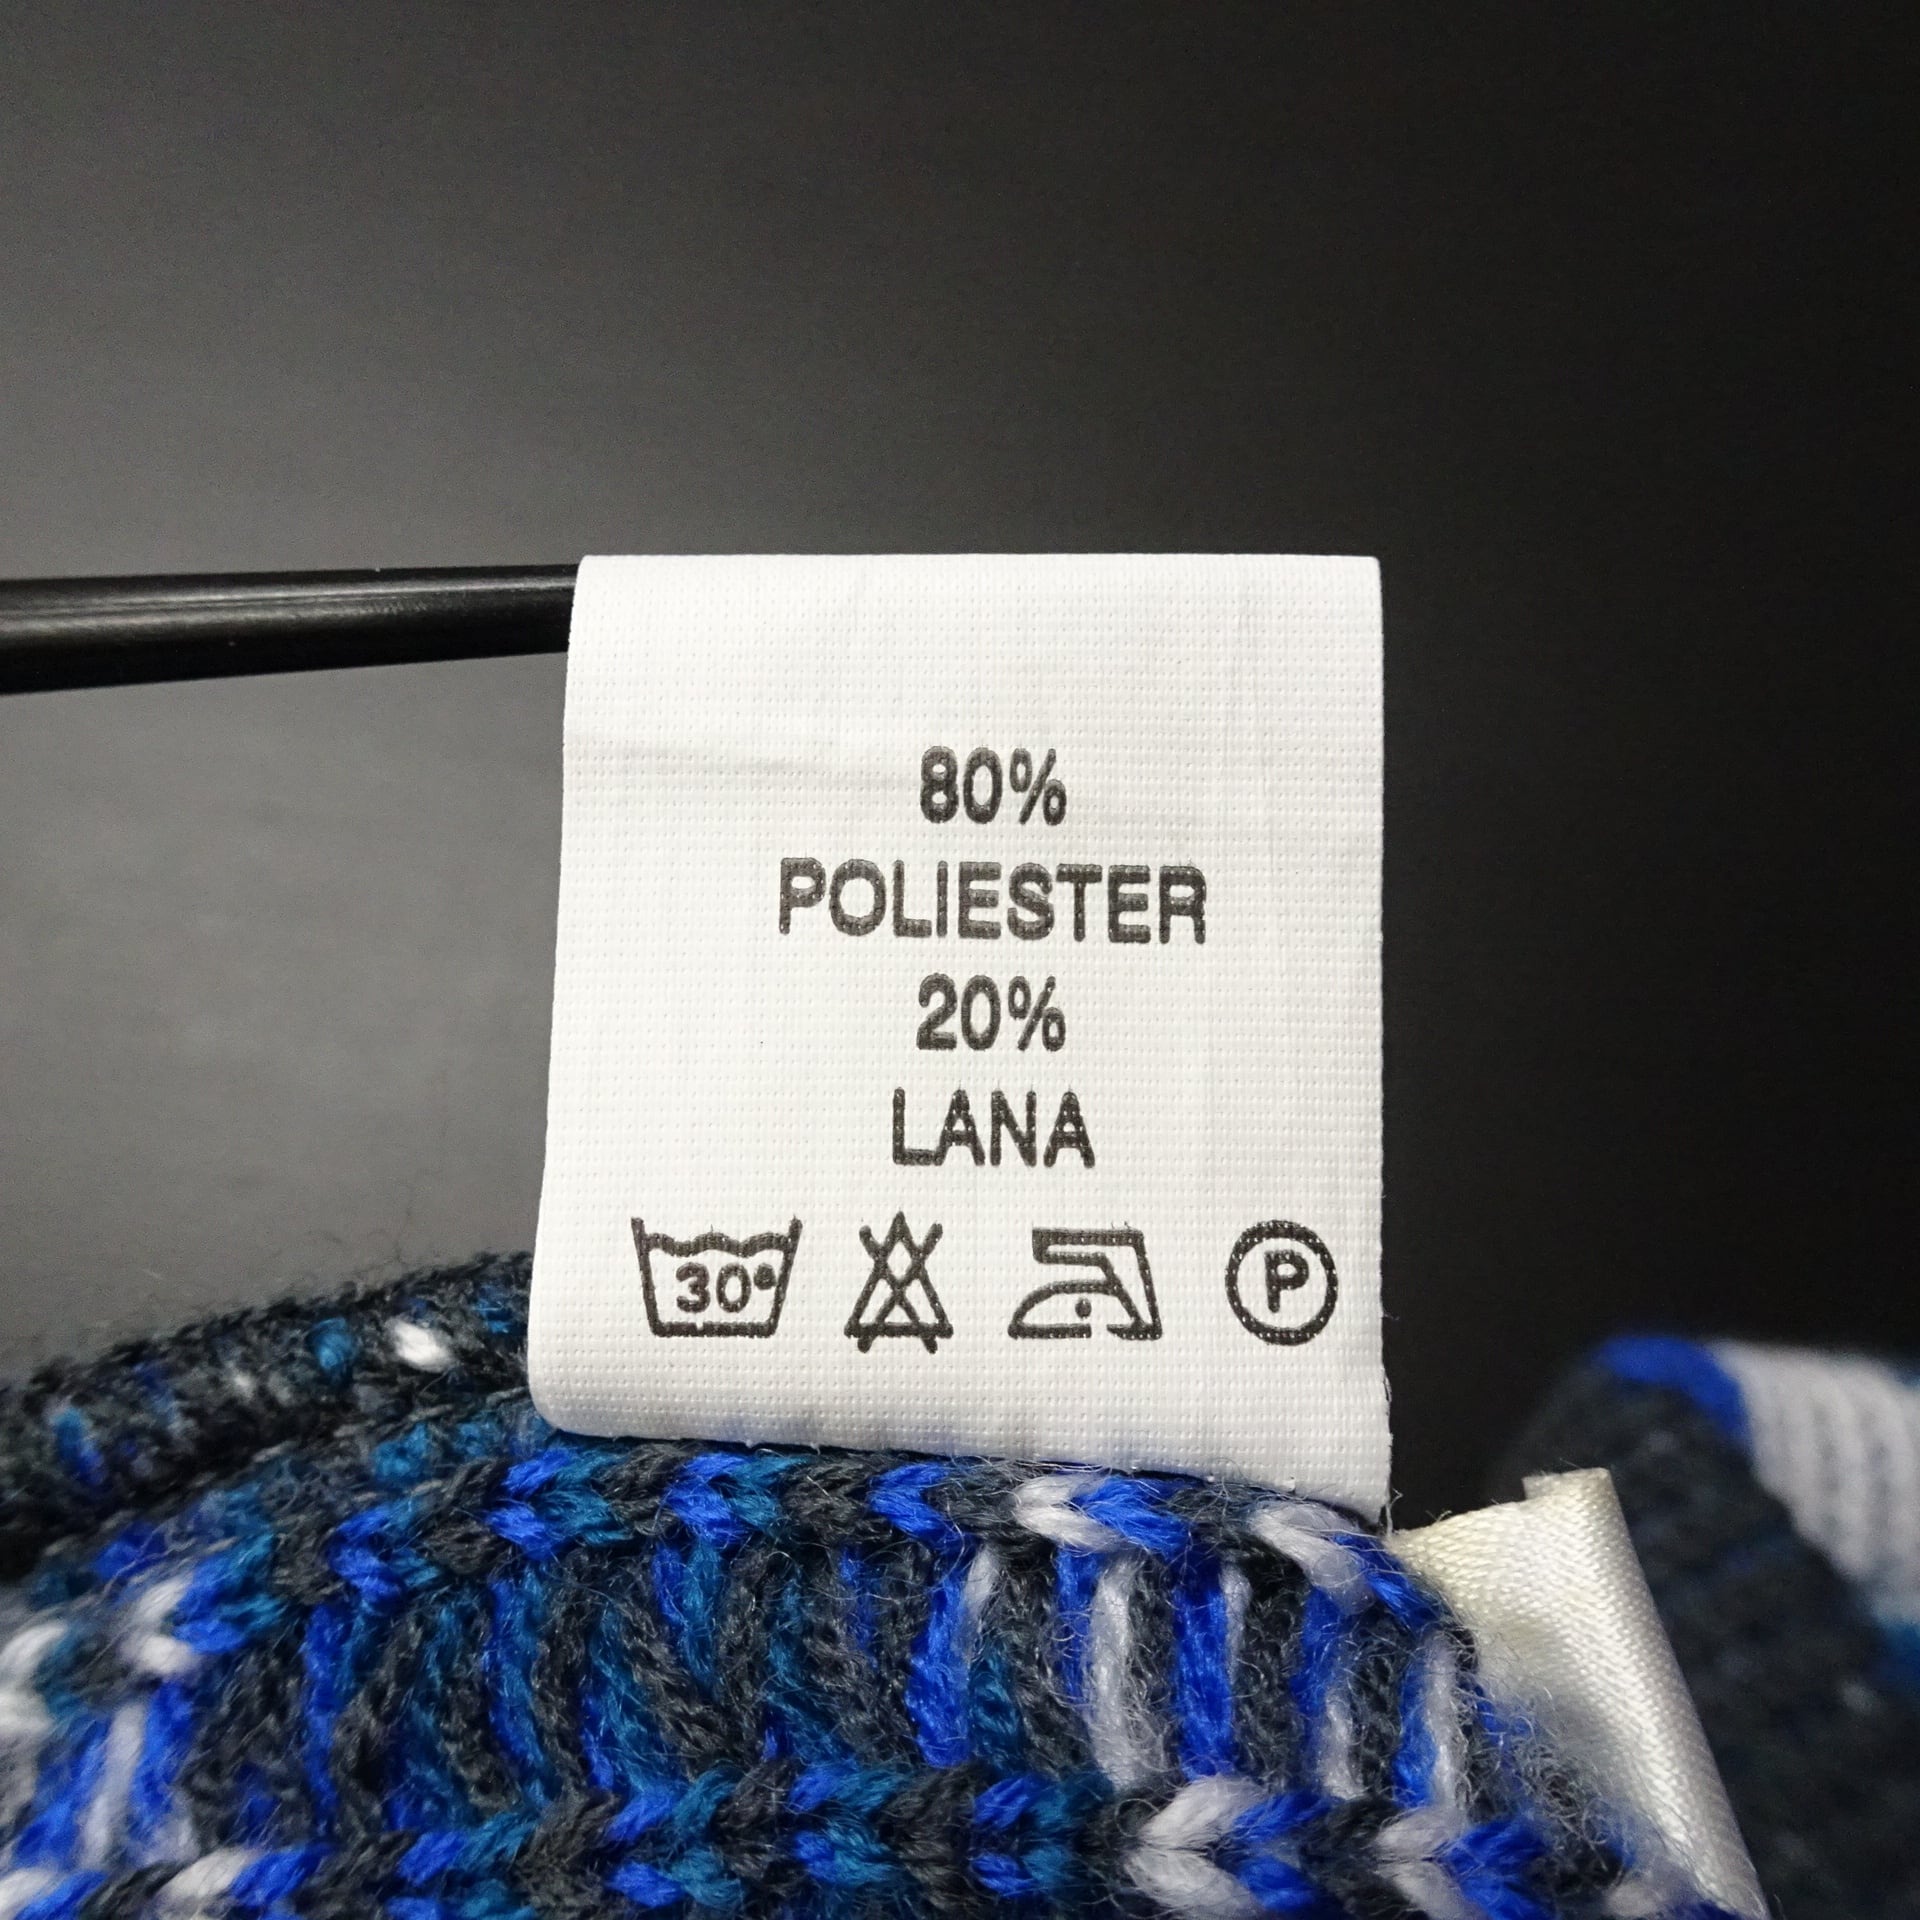 80%
POLIESTER
20%
LANA
30° P